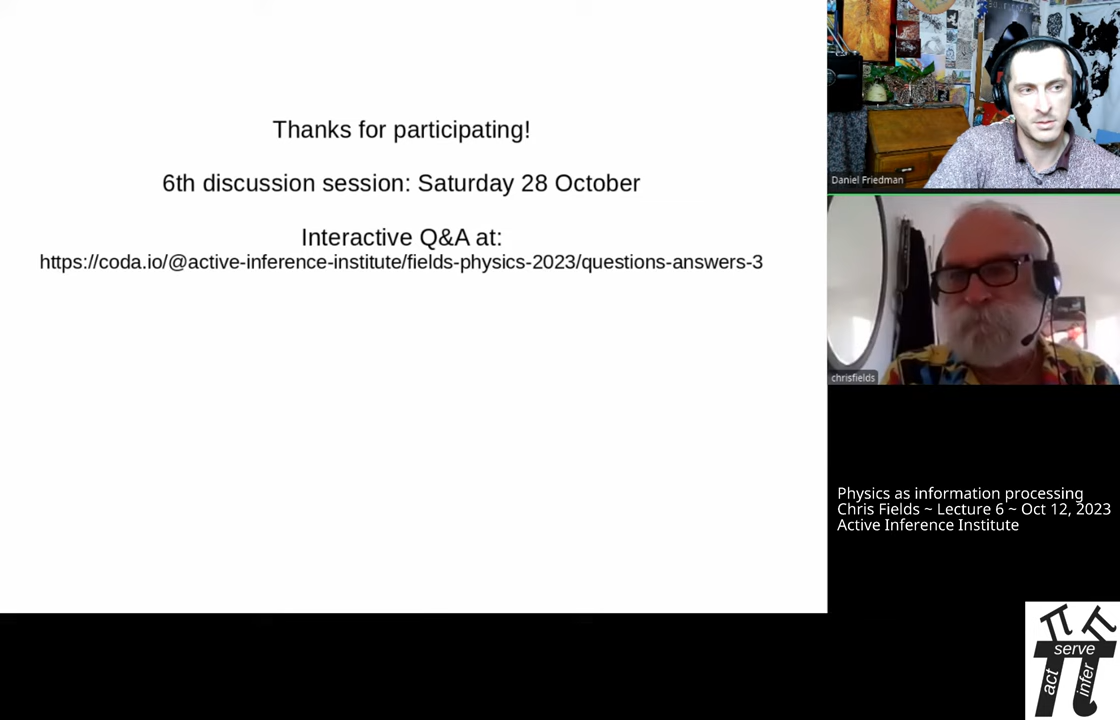 Thanks for participating!
6th discussion session: Saturday 28 October
Interactive Q&A at:
https://coda.io/@active-inference-institute/fields-physics-2023/questions-answers-3
Daniel Friedman
chrisfields
Physics as information processing
Chris Fields ~ Lecture 6 ~ Oct 12, 2023
Active Inference Institute
serve
act
infer